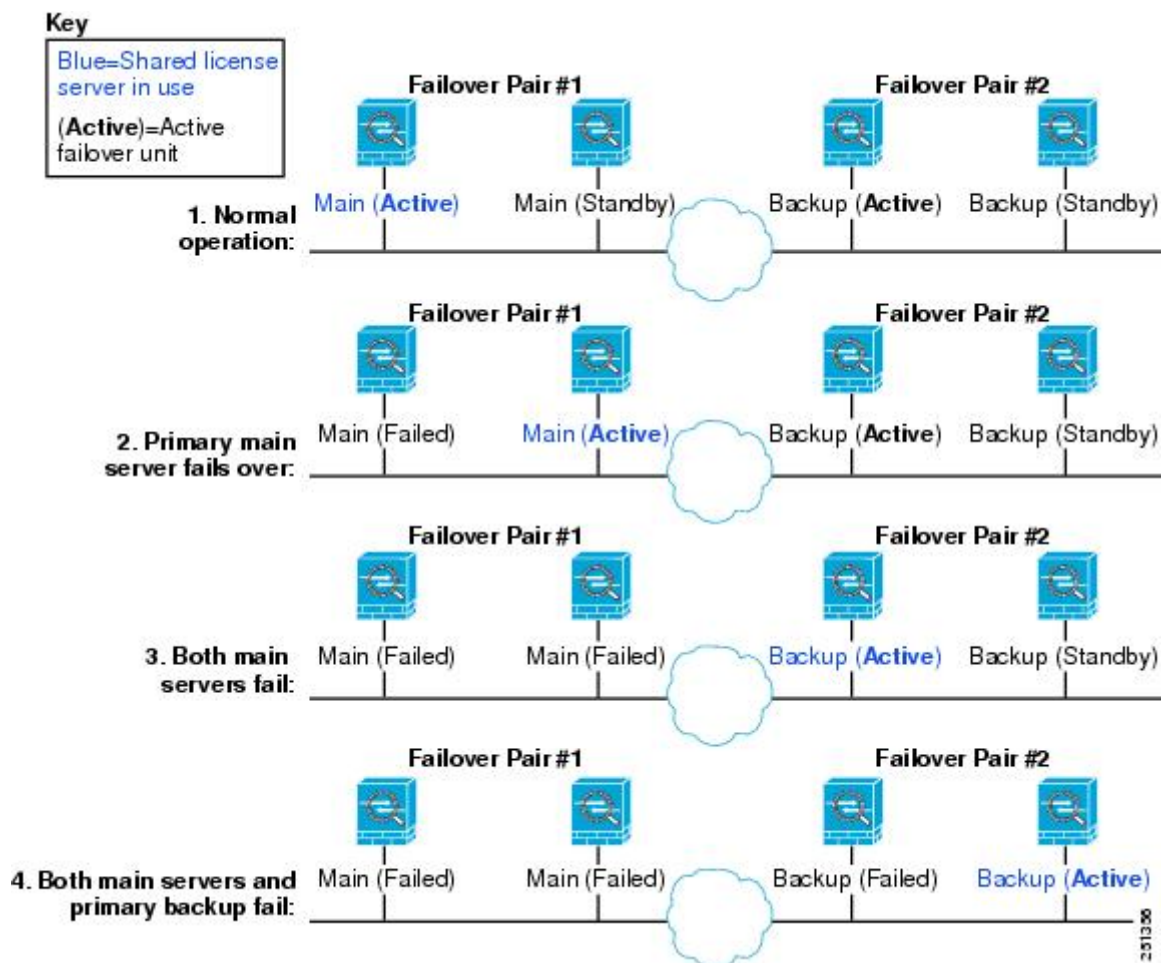 Key
Blue=Shared license
server in use
(Active)=Active
failover unit
Failover Pair #1
Failover Pair #2
1. Normal
operation:
Main (Active)
Main (Standby)
Backup (Active)
Backup (Standby)
Failover Pair #1
Failover Pair #2
2. Primary main
server fails over:
Main (Failed)
Main (Active)
Backup (Active)
Backup (Standby)
Failover Pair #1
Failover Pair #2
3. Both main
servers fail:
Main (Failed)
Main (Failed)
Backup (Active)
Backup (Standby)
Failover Pair #1
Failover Pair #2
4. Both main servers and
primary backup fail:
Main (Failed)
Main (Failed)
Backup (Failed)
Backup (Active)
251356